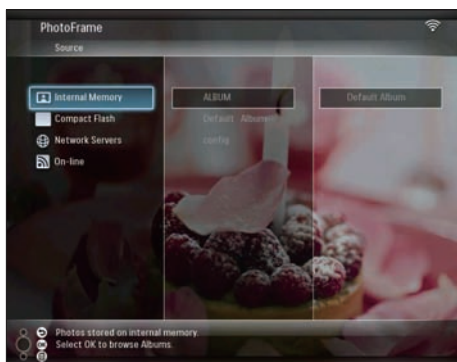 PhotoFrame
Source
Internal Memory
Compact Flash
Network Servers
On-line
ALBUM
Default Album
config
Default Album
Photos stored on internal memory.
OK Select OK to browse Albums.